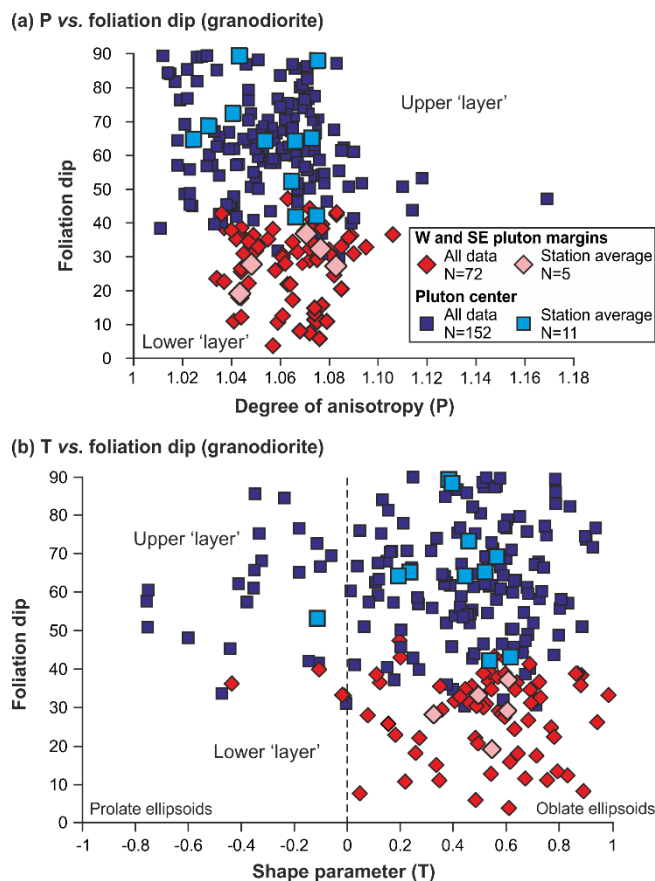 (a) P vs. foliation dip (granodiorite)
90
80
70
60
50
40
30
20
10
0
Foliation dip
Upper ‘layer’
Lower ‘layer’
W and SE pluton margins
All data
N=72
Station average
N=5
Pluton center
All data
N=152
Station average
N=11
1 1.02 1.04 1.06 1.08 1.10 1.12 1.14 1.16 1.18
Degree of anisotropy (P)
(b) T vs. foliation dip (granodiorite)
90
80
70
60
50
40
30
20
10
0
Foliation dip
Upper ‘layer’
Lower ‘layer’
Prolate ellipsoids
Oblate ellipsoids
-1 -0.8 -0.6 -0.4 -0.2 0 0.2 0.4 0.6 0.8 1
Shape parameter (T)